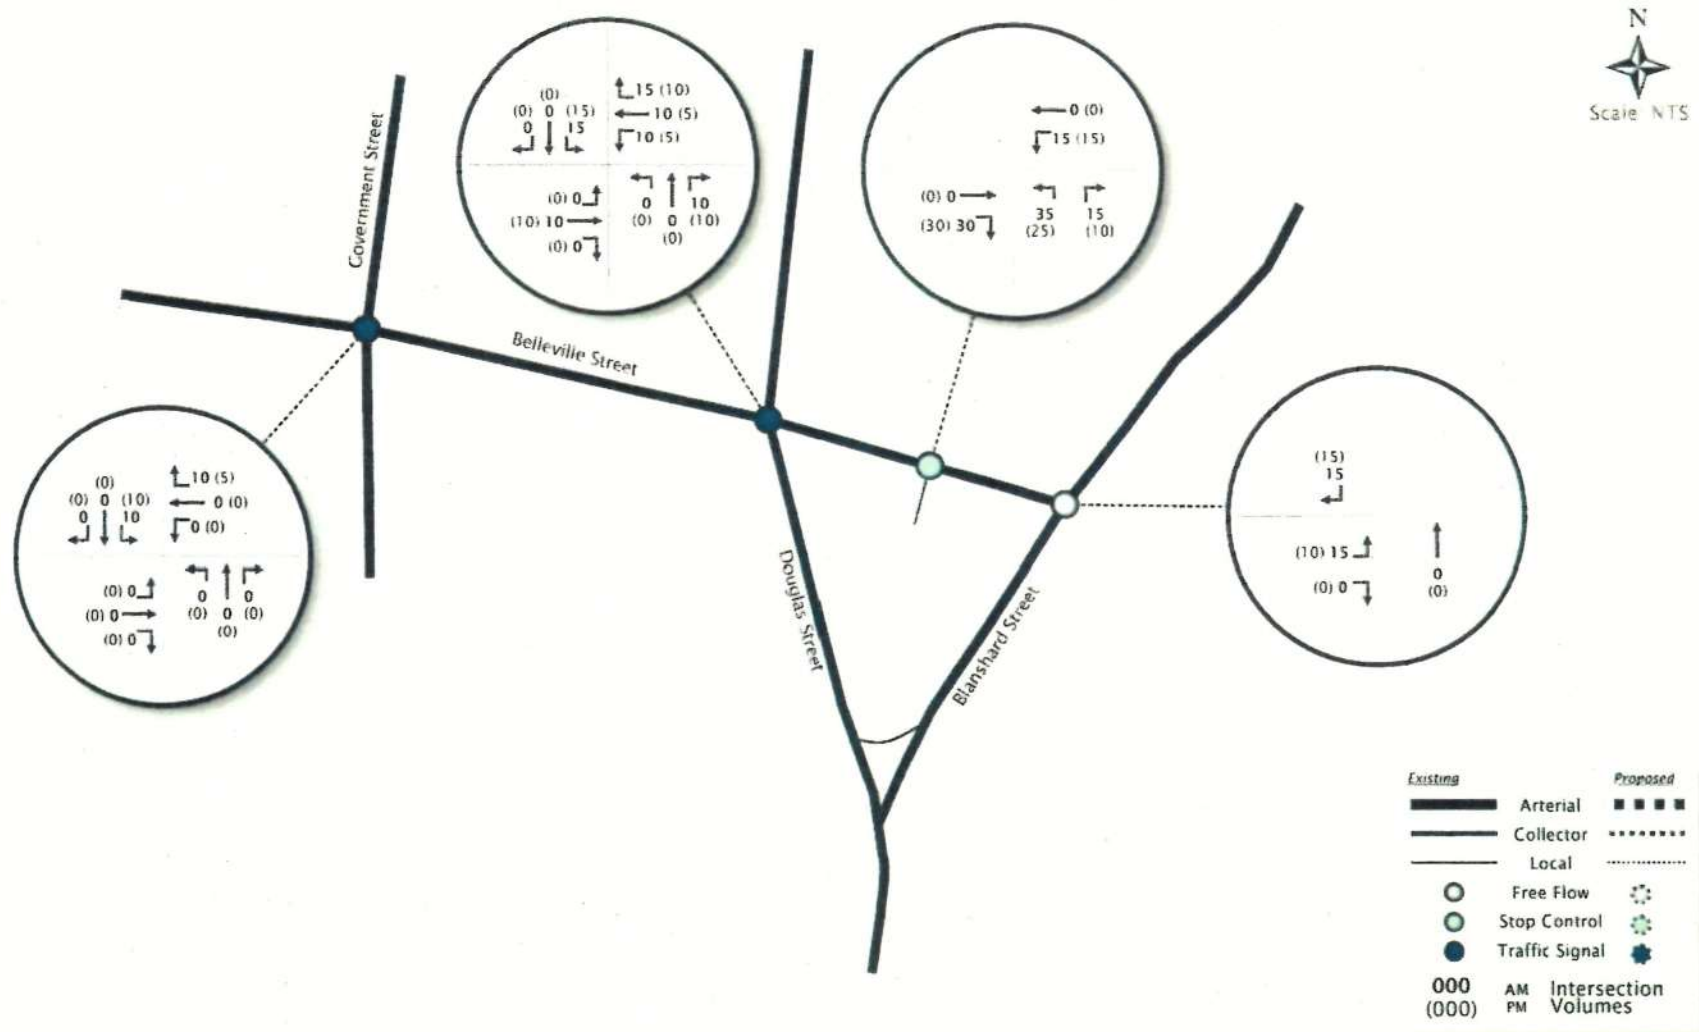 N
Scale NTS
Government Street
Belleville Street
Douglas Street
Blanshard Street
(0)
(0) 0 (15)
0 15
15 (10)
10 (5)
10 (5)
(0) 0
(10) 10
(0) 0
0 10
(0) 0 (10)
(0)
0 (0)
15 (15)
(0) 0
(30) 30
35 15
(25) (10)
(0)
(0) 0 (10)
0 10
10 (5)
0 (0)
0 (0)
(0) 0
(0) 0
(0) 0
0 0
(0) 0 (0)
(0)
(15)
15
(10) 15
(0) 0
0
(0)
Existing Proposed
Arterial
Collector
Local
Free Flow
Stop Control
Traffic Signal
000 AM Intersection
(000) PM Volumes